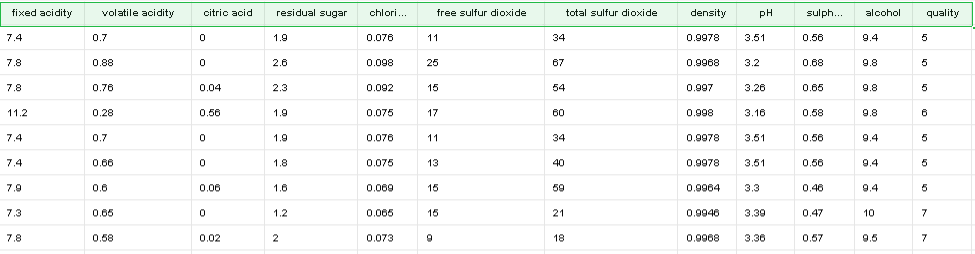 fixed acidity volatile acidity citric acid residual sugar chlori... free sulfur dioxide total sulfur dioxide density pH sulph... alcohol quality
7.4 0.7 0 1.9 0.076 11 34 0.9978 3.51 0.56 9.4 5
7.8 0.88 0 2.6 0.098 25 67 0.9968 3.2 0.68 9.8 5
7.8 0.76 0.04 2.3 0.092 15 54 0.997 3.26 0.65 9.8 5
11.2 0.28 0.56 1.9 0.075 17 60 0.998 3.16 0.58 9.8 6
7.4 0.7 0 1.9 0.076 11 34 0.9978 3.51 0.56 9.4 5
7.4 0.66 0 1.8 0.075 13 40 0.9978 3.51 0.56 9.4 5
7.9 0.6 0.06 1.6 0.069 15 59 0.9964 3.3 0.46 9.4 5
7.3 0.65 0 1.2 0.065 15 21 0.9946 3.39 0.47 10 7
7.8 0.58 0.02 2 0.073 9 18 0.9968 3.36 0.57 9.5 7